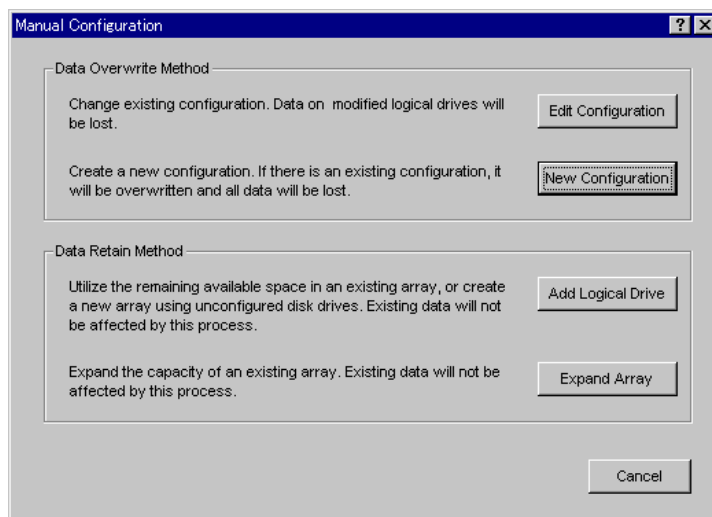 Manual Configuration
Data Overwrite Method
Change existing configuration. Data on  modified logical drives will
be lost.
Edit Configuration
Create a new configuration. If there is an existing configuration, it
will be overwritten and all data will be lost.
New Configuration
Data Retain Method
Utilize the remaining available space in an existing array, or create
a new array using unconfigured disk drives. Existing data will not
be affected by this process.
Add Logical Drive
Expand the capacity of an existing array. Existing data will not be
affected by this process.
Expand Array
Cancel